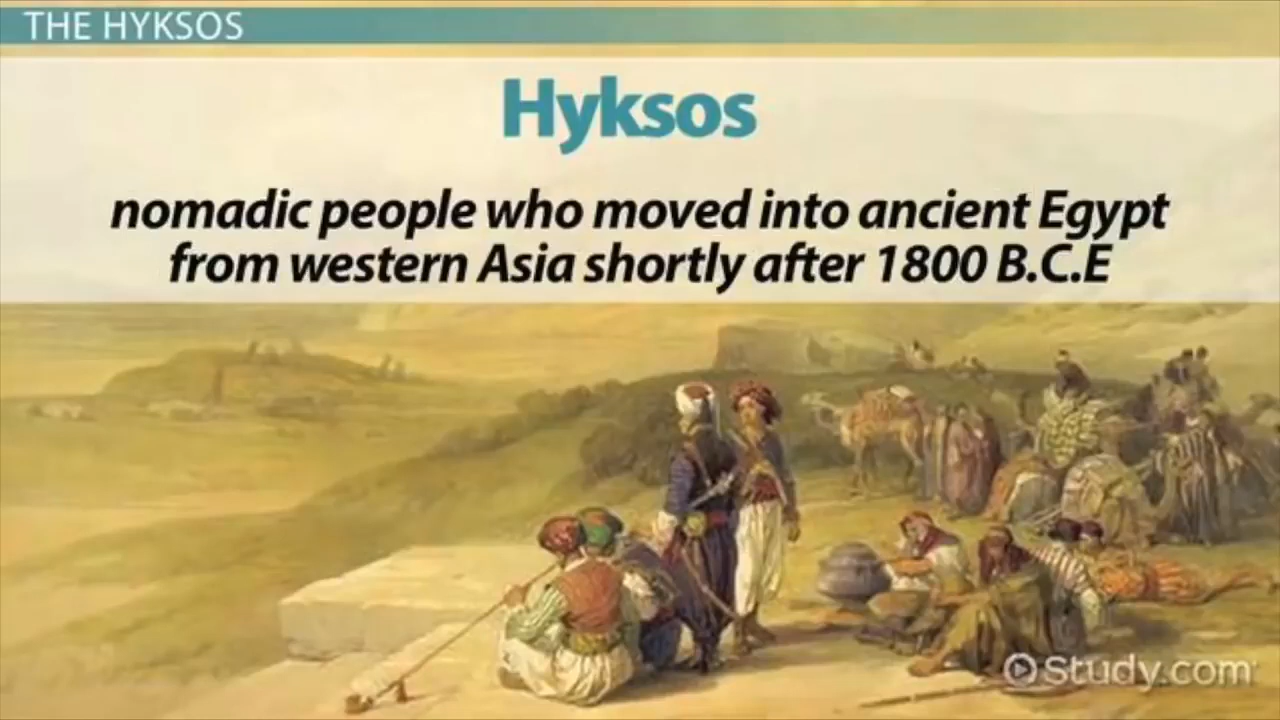 THE HYKSOS
Hyksos
nomadic people who moved into ancient Egypt
from western Asia shortly after 1800 B.C.E
Study.com